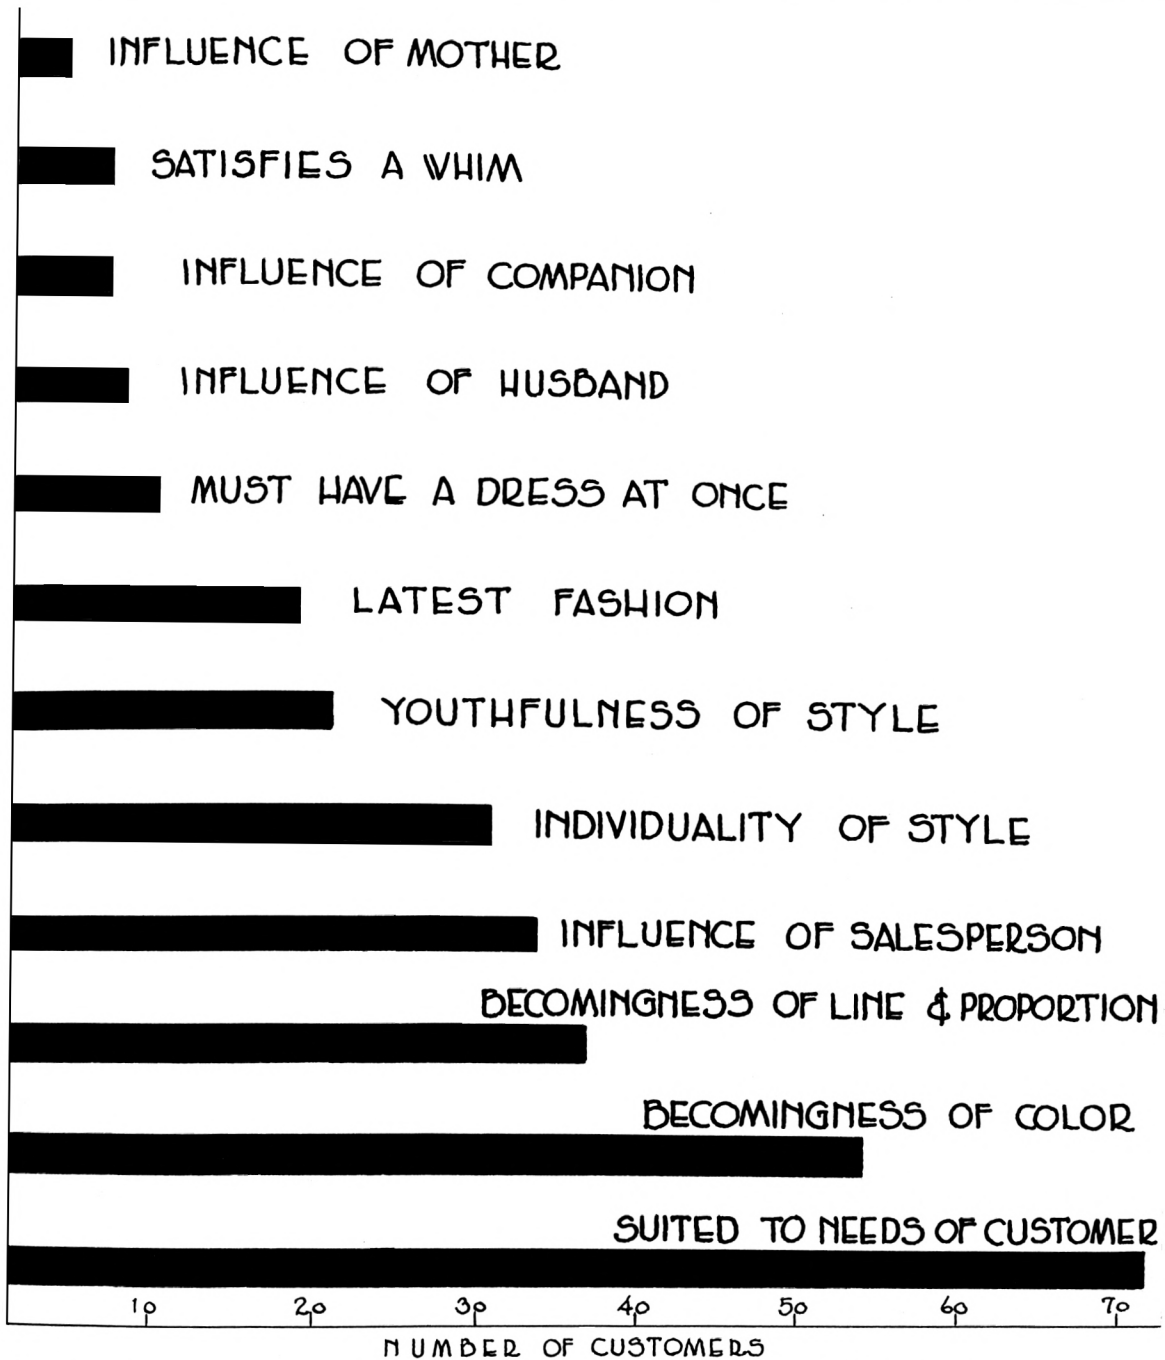 INFLUENCE OF MOTHER
SATISFIES A WHIM
INFLUENCE OF COMPANION
INFLUENCE OF HUSBAND
MUST HAVE A DRESS AT ONCE
LATEST FASHION
YOUTHFULNESS OF STYLE
INDIVIDUALITY OF STYLE
INFLUENCE OF SALESPERSON
BECOMINGNESS OF LINE & PROPORTION
BECOMINGNESS OF COLOR
SUITED TO NEEDS OF CUSTOMER
10 20 30 40 50 60 70
NUMBER OF CUSTOMERS